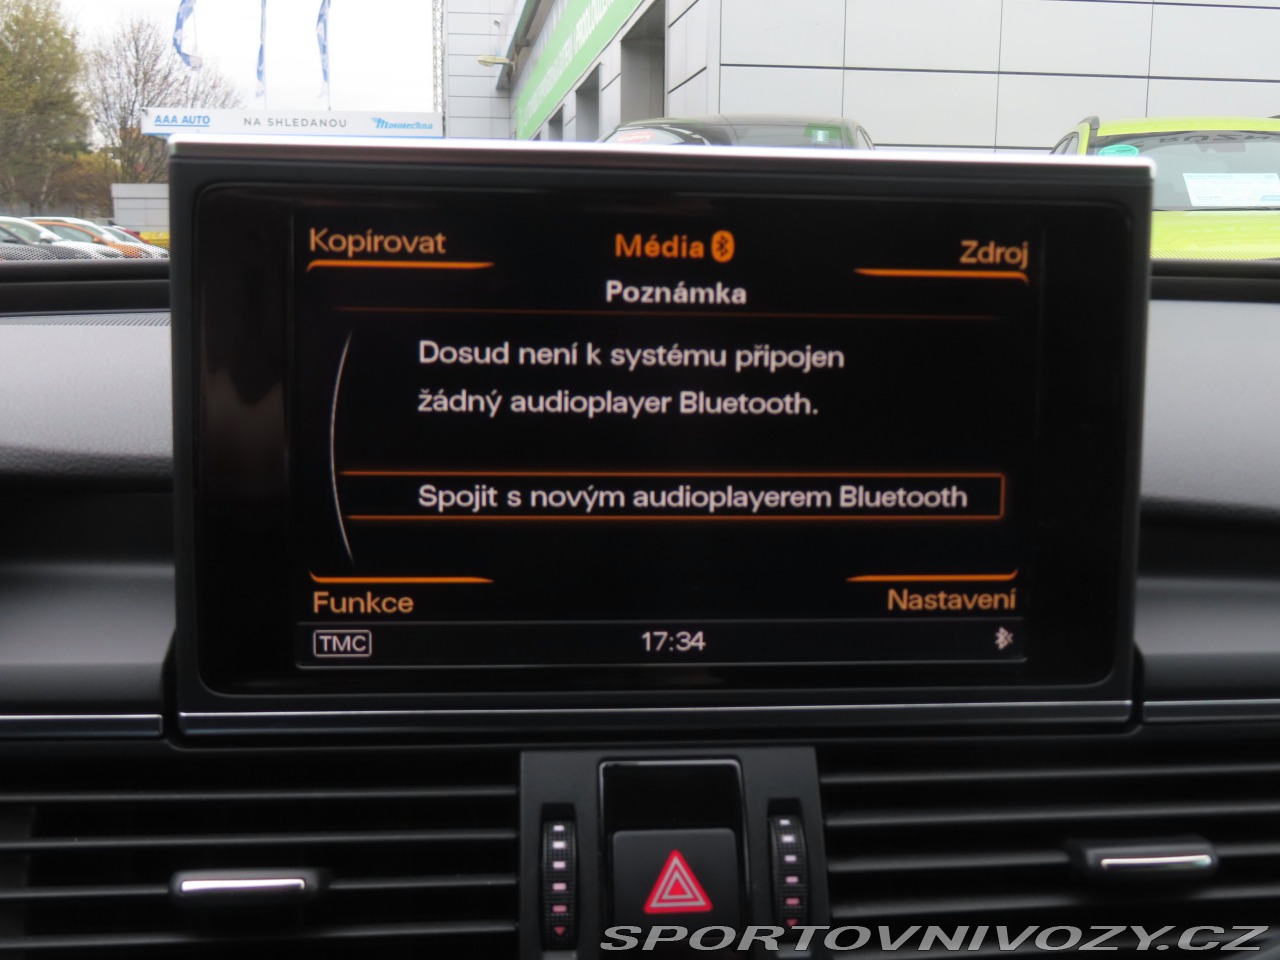 AAA AUTO
NA SHLEDANOU
Mototechna
Kopírovat
Média
Zdroj
Poznámka
Dosud není k systému připojen
žádný audioplayer Bluetooth.
Spojit s novým audioplayerem Bluetooth
Funkce
Nastavení
TMC
17:34
SPORTOVNIVOZY.CZ